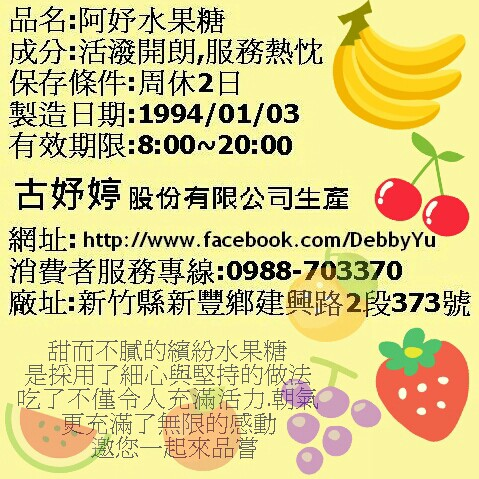 品名:阿妤水果糖
成分:活潑開朗,服務熱忱
保存條件:周休2日
製造日期:1994/01/03
有效期限:8:00~20:00
古妤婷 股份有限公司生產
網址: http://www.facebook.com/DebbyYu
消費者服務專線:0988-703370
廠址:新竹縣新豐鄉建興路2段373號
甜而不膩的繽紛水果糖
是採用了細心與堅持的做法
吃了不僅令人充滿活力.朝氣
更充滿了無限的感動
邀您一起來品嘗